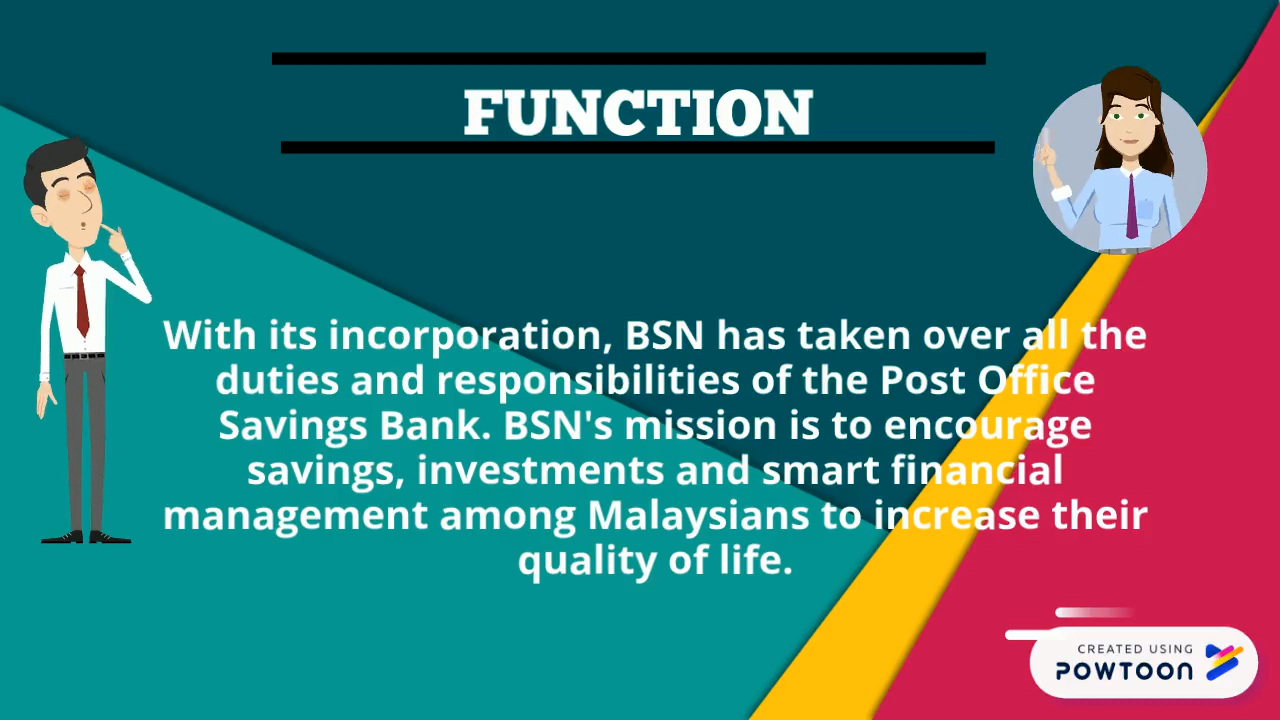 FUNCTION
With its incorporation, BSN has taken over all the
duties and responsibilities of the Post Office
Savings Bank. BSN's mission is to encourage
savings, investments and smart financial
management among Malaysians to increase their
quality of life.
CREATED USING
POWTOON